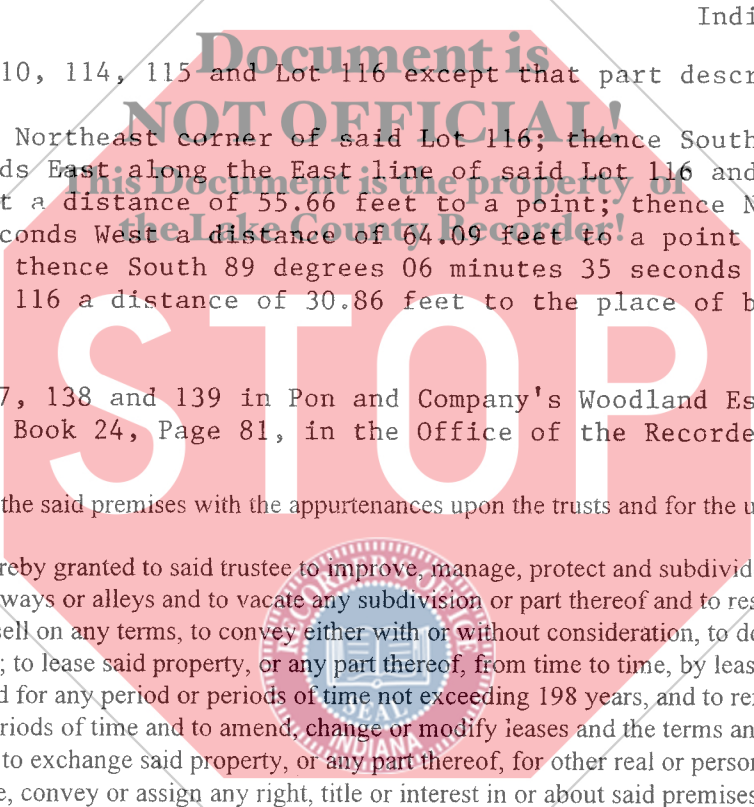 Indi
10, 114, 115 and Lot 116 except that part descr
Document is
NOT OFFICIAL!
This Document is the property of
the Lake County Recorder!
Northeast corner of said Lot 116; thence South
ds East along the East line of said Lot 116 and
t a distance of 55.66 feet to a point; thence N
conds West a distance of 64.09 feet to a point
thence South 89 degrees 06 minutes 35 seconds
116 a distance of 30.86 feet to the place of b
STOP
7, 138 and 139 in Pon and Company's Woodland Es
Book 24, Page 81, in the Office of the Recorde
the said premises with the appurtenances upon the trusts and for the u
reby granted to said trustee to improve, manage, protect and subdivid
ways or alleys and to vacate any subdivision or part thereof and to res
sell on any terms, to convey either with or without consideration, to do
; to lease said property, or any part thereof, from time to time, by leas
d for any period or periods of time not exceeding 198 years, and to re
riods of time and to amend, change or modify leases and the terms an
to exchange said property, or any part thereof, for other real or person
e, convey or assign any right, title or interest in or about said premise
RECORDER'S OFFICE
SEAL
INDIANA